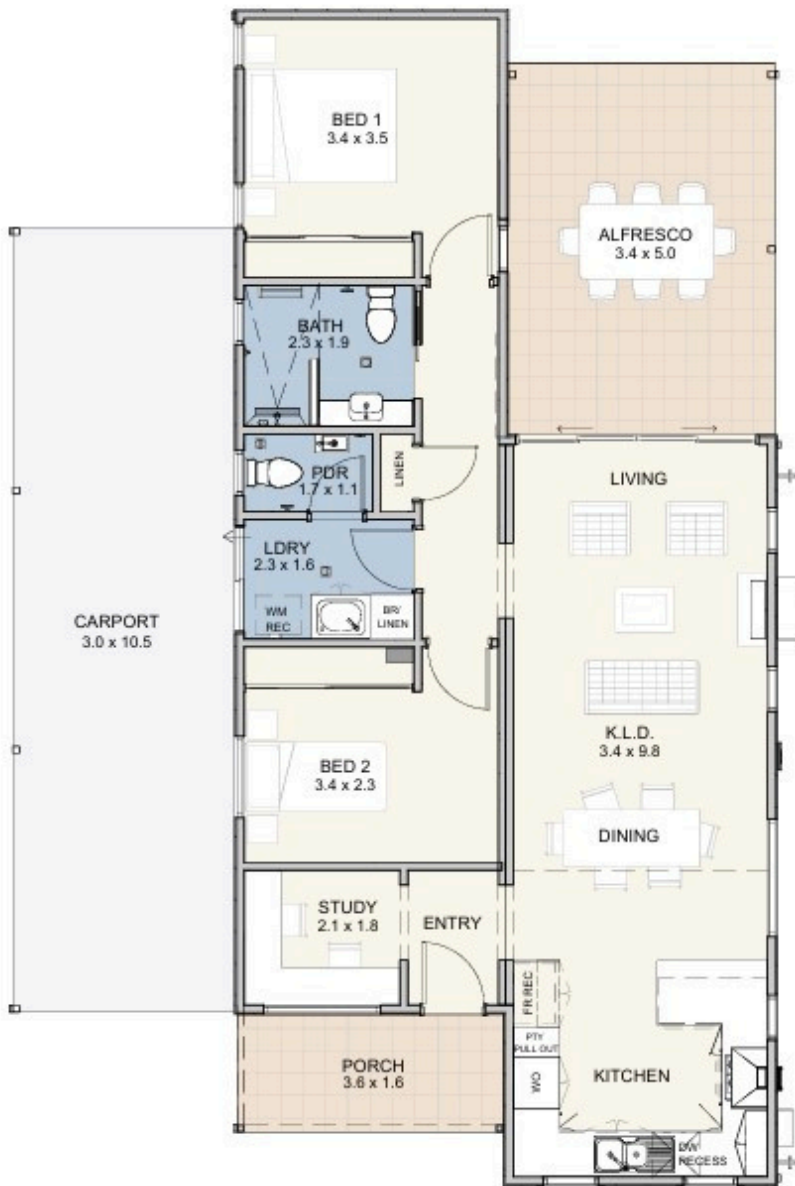 BED 1
3.4 x 3.5
ALFRESCO
3.4 x 5.0
BATH
2.3 x 1.9
PDR
1.7 x 1.1
LINEN
LIVING
LDRY
2.3 x 1.6
WM
REC
BR/
LINEN
CARPORT
3.0 x 10.5
K.L.D.
3.4 x 9.8
BED 2
3.4 x 2.3
DINING
STUDY
2.1 x 1.8
ENTRY
FR REC
PTY
PULL OUT
WO
KITCHEN
PORCH
3.6 x 1.6
DW
RECESS